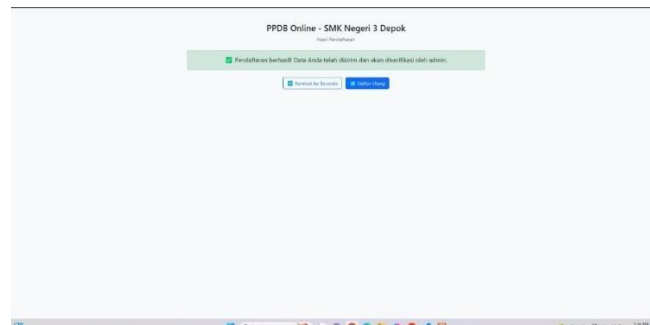 PPDB Online - SMK Negeri 3 Depok
Hasil Pendaftaran
Pendaftaran berhasil! Data Anda telah dikirim dan akan diverifikasi oleh admin.
Kembali ke Beranda
Daftar Ulang